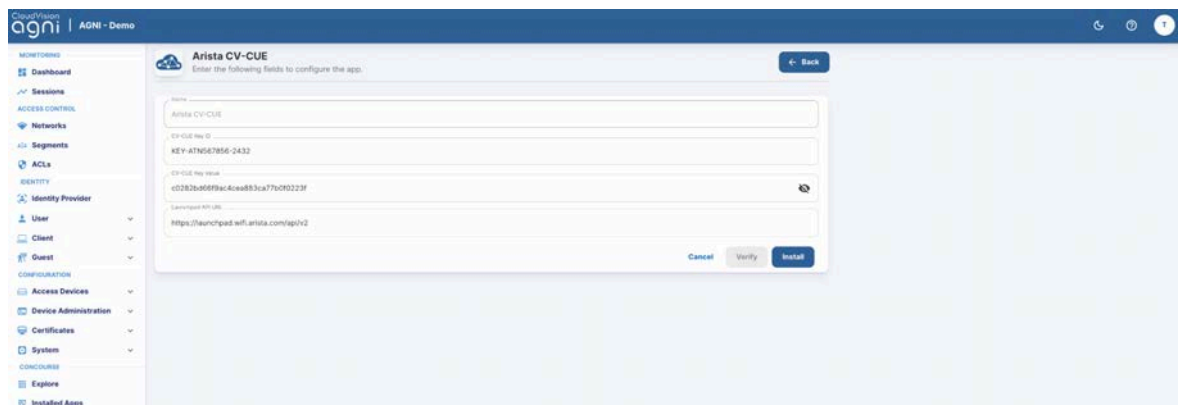 CloudVision
agni | AGNI - Demo
T
MONITORING
Dashboard
Sessions
ACCESS CONTROL
Networks
Segments
ACLs
IDENTITY
Identity Provider
User
Client
Guest
CONFIGURATION
Access Devices
Device Administration
Certificates
System
CONCOURSE
Explore
Installed Apps
Arista CV-CUE
Enter the following fields to configure the app.
← Back
Name
Arista CV-CUE
CV-CUE Key ID
KEY-ATN567856-2432
CV-CUE Key Value
Launchpad API URI
https://launchpad.wifi.arista.com/api/v2
Cancel
Verify
Install